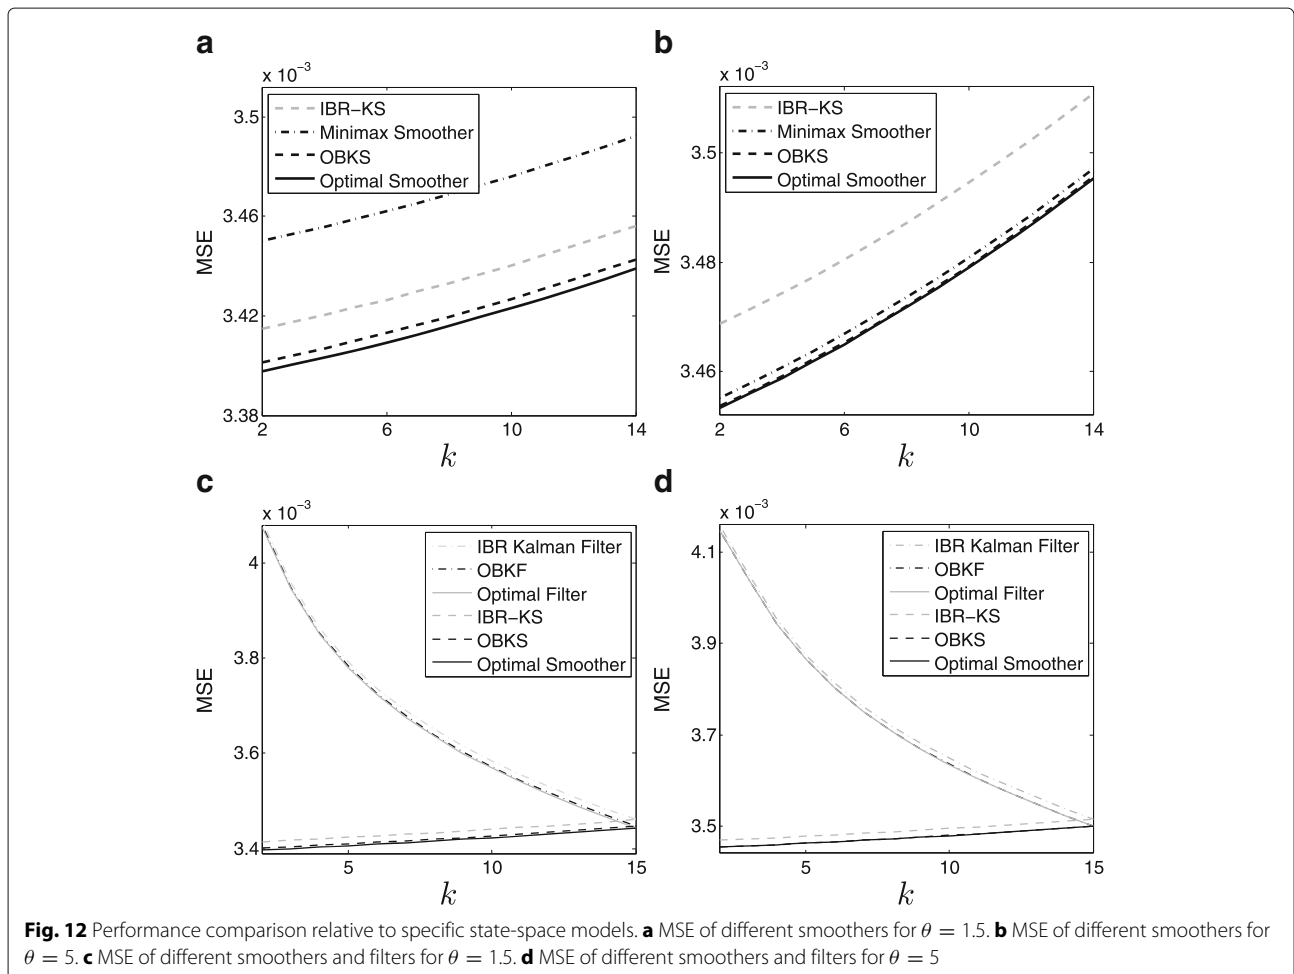 a
x 10⁻³
IBR−KS
Minimax Smoother
OBKS
Optimal Smoother
3.5
3.46
3.42
3.38
MSE
2 6 10 14
k
b
x 10⁻³
IBR−KS
Minimax Smoother
OBKS
Optimal Smoother
3.5
3.48
3.46
MSE
2 6 10 14
k
c
x 10⁻³
IBR Kalman Filter
OBKF
Optimal Filter
IBR−KS
OBKS
Optimal Smoother
4
3.8
3.6
3.4
MSE
5 10 15
k
d
x 10⁻³
IBR Kalman Filter
OBKF
Optimal Filter
IBR−KS
OBKS
Optimal Smoother
4.1
3.9
3.7
3.5
MSE
5 10 15
k
Fig. 12 Performance comparison relative to specific state-space models. a MSE of different smoothers for θ = 1.5. b MSE of different smoothers for
θ = 5. c MSE of different smoothers and filters for θ = 1.5. d MSE of different smoothers and filters for θ = 5